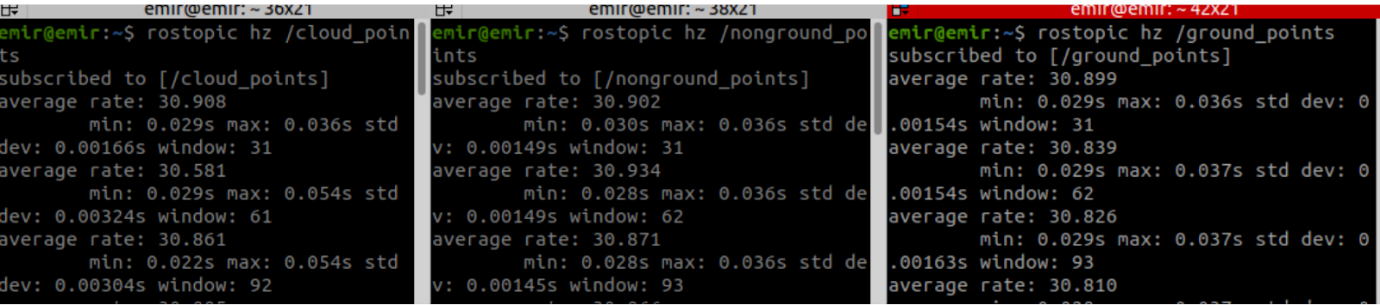 emir@emir: ~ 36x21
emir@emir:~$ rostopic hz /cloud_poin
ts
subscribed to [/cloud_points]
average rate: 30.908
min: 0.029s max: 0.036s std
dev: 0.00166s window: 31
average rate: 30.581
min: 0.029s max: 0.054s std
dev: 0.00324s window: 61
average rate: 30.861
min: 0.022s max: 0.054s std
dev: 0.00304s window: 92
emir@emir: ~ 38x21
emir@emir:~$ rostopic hz /nonground_po
ints
subscribed to [/nonground_points]
average rate: 30.902
min: 0.030s max: 0.036s std de
v: 0.00149s window: 31
average rate: 30.934
min: 0.028s max: 0.036s std de
v: 0.00149s window: 62
average rate: 30.871
min: 0.028s max: 0.036s std de
v: 0.00145s window: 93
emir@emir: ~ 42x21
emir@emir:~$ rostopic hz /ground_points
subscribed to [/ground_points]
average rate: 30.899
min: 0.029s max: 0.036s std dev: 0
.00154s window: 31
average rate: 30.839
min: 0.029s max: 0.037s std dev: 0
.00154s window: 62
average rate: 30.826
min: 0.029s max: 0.037s std dev: 0
.00163s window: 93
average rate: 30.810